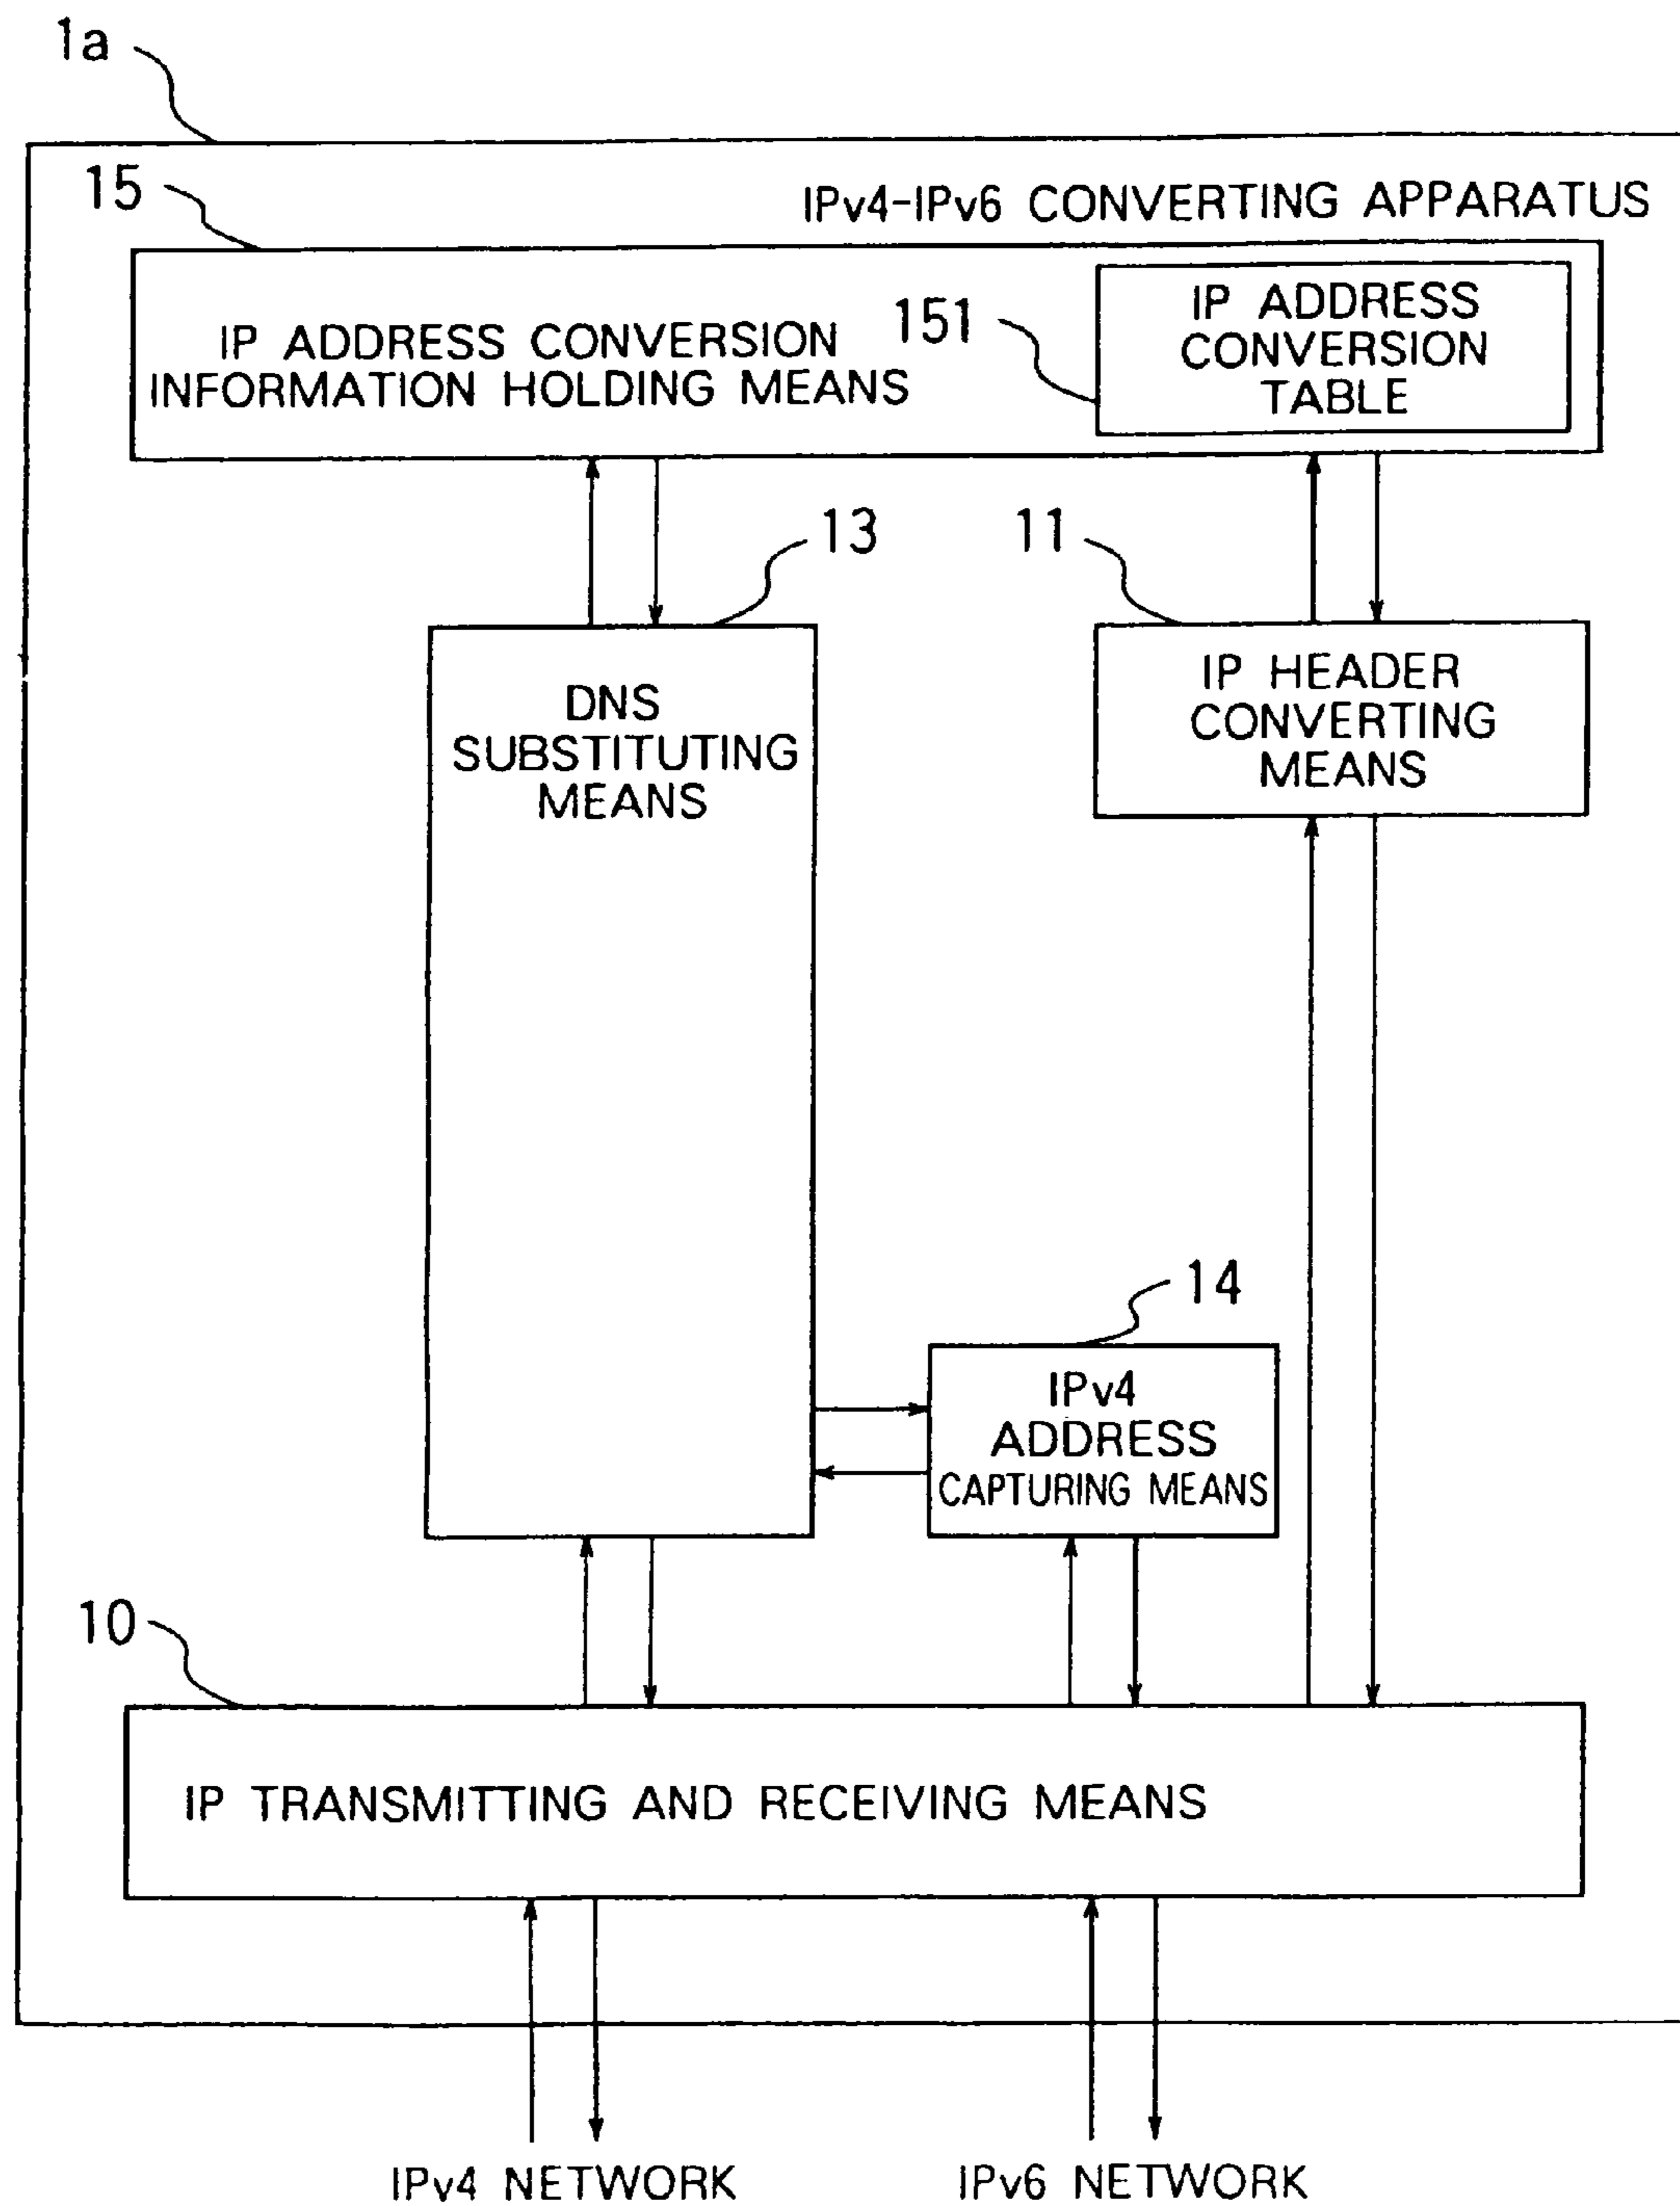 1a
15
IPv4-IPv6 CONVERTING APPARATUS
IP ADDRESS CONVERSION
INFORMATION HOLDING MEANS
151
IP ADDRESS
CONVERSION
TABLE
13
11
DNS
SUBSTITUTING
MEANS
IP HEADER
CONVERTING
MEANS
14
IPv4
ADDRESS
CAPTURING MEANS
10
IP TRANSMITTING AND RECEIVING MEANS
IPv4 NETWORK
IPv6 NETWORK